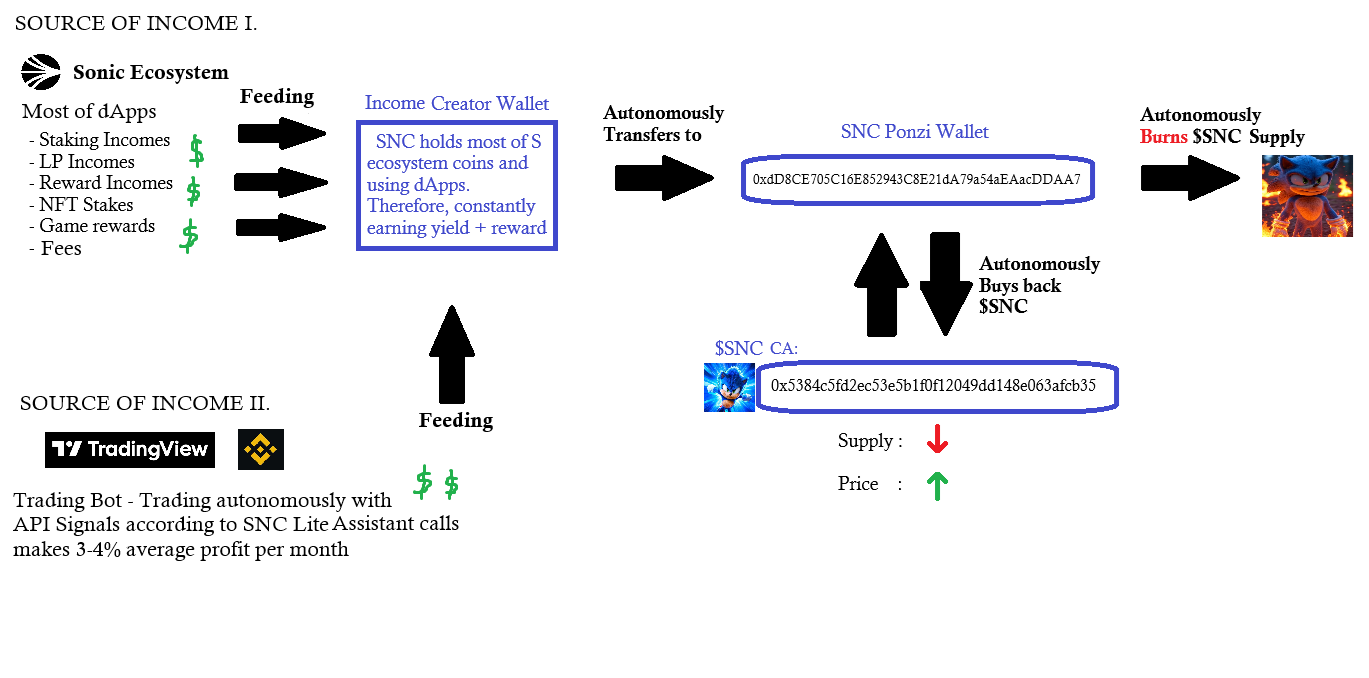 SOURCE OF INCOME I.
Sonic Ecosystem
Most of dApps
- Staking Incomes
- LP Incomes
- Reward Incomes
- NFT Stakes
- Game rewards
- Fees
$
$
$
Feeding
Income Creator Wallet
SNC holds most of S
ecosystem coins and
using dApps.
Therefore, constantly
earning yield + reward
Autonomously
Transfers to
SNC Ponzi Wallet
0xdD8CE705C16E852943C8E21dA79a54aEAacDDAA7
Autonomously
Burns $SNC Supply
Autonomously
Buys back
$SNC
$SNC CA:
0x5384c5fd2ec53e5b1f0f12049dd148e063afcb35
Supply :
Price :
SOURCE OF INCOME II.
TradingView
Feeding
$ $
Trading Bot - Trading autonomously with
API Signals according to SNC Lite Assistant calls
makes 3-4% average profit per month